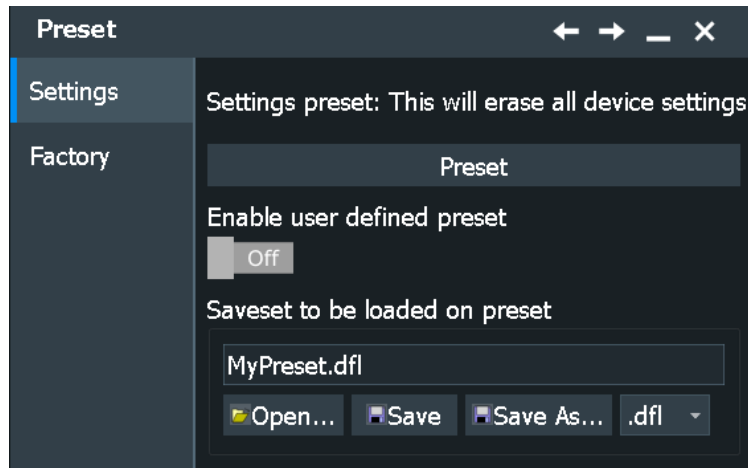 Preset
Settings
Factory
Settings preset: This will erase all device settings
Preset
Enable user defined preset
Off
Saveset to be loaded on preset
MyPreset.dfl
Open... Save Save As... .dfl